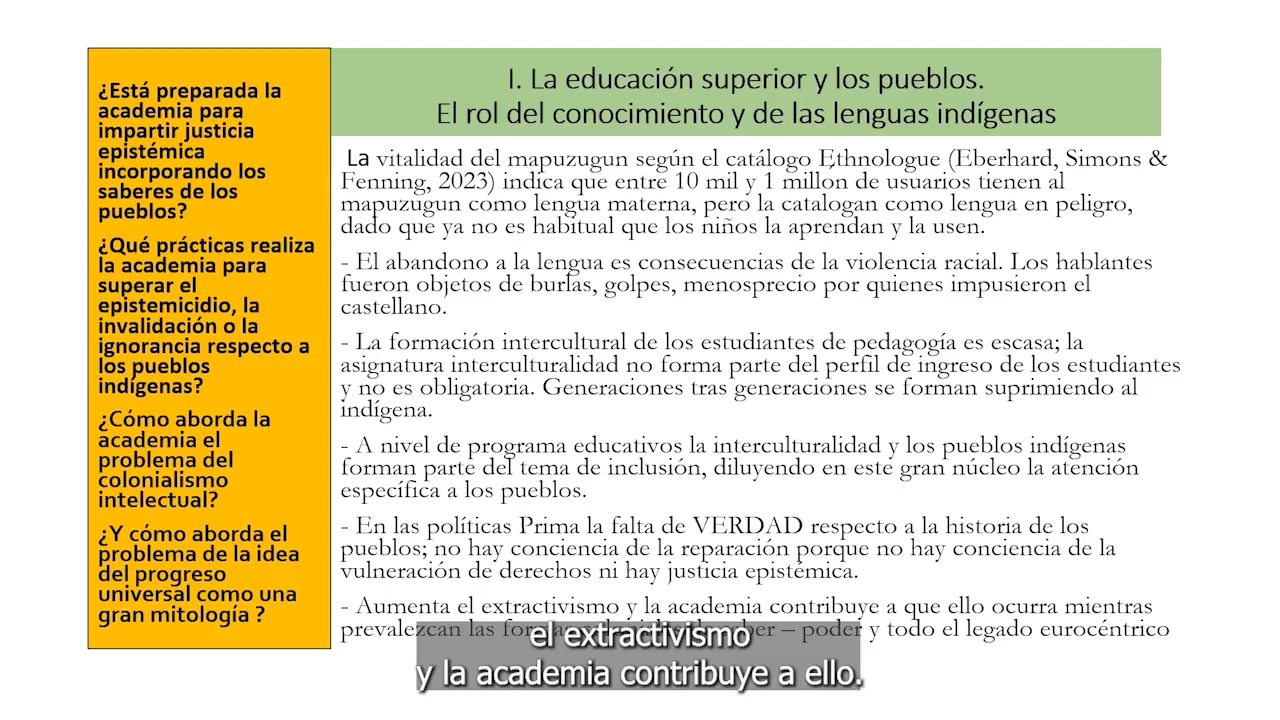 ¿Está preparada la
academia para
impartir justicia
epistémica
incorporando los
saberes de los
pueblos?
¿Qué prácticas realiza
la academia para
superar el
epistemicidio, la
invalidación o la
ignorancia respecto a
los pueblos
indígenas?
¿Cómo aborda la
academia el
problema del
colonialismo
intelectual?
¿Y cómo aborda el
problema de la idea
del progreso
universal como una
gran mitología ?
I. La educación superior y los pueblos.
El rol del conocimiento y de las lenguas indígenas
La vitalidad del mapuzugun según el catálogo Ethnologue (Eberhard, Simons &
Fenning, 2023) indica que entre 10 mil y 1 millón de usuarios tienen al
mapuzugun como lengua materna, pero la catalogan como lengua en peligro,
dado que ya no es habitual que los niños la aprendan y la usen.
- El abandono a la lengua es consecuencias de la violencia racial. Los hablantes
fueron objetos de burlas, golpes, menosprecio por quienes impusieron el
castellano.
- La formación intercultural de los estudiantes de pedagogía es escasa; la
asignatura interculturalidad no forma parte del perfil de ingreso de los estudiantes
y no es obligatoria. Generaciones tras generaciones se forman suprimiendo al
indígena.
- A nivel de programa educativos la interculturalidad y los pueblos indígenas
forman parte del tema de inclusión, diluyendo en este gran núcleo la atención
específica a los pueblos.
- En las políticas Prima la falta de VERDAD respecto a la historia de los
pueblos; no hay conciencia de la reparación porque no hay conciencia de la
vulneración de derechos ni hay justicia epistémica.
- Aumenta el extractivismo y la academia contribuye a que ello ocurra mientras
prevalezcan las – poder y todo el legado eurocéntrico
el extractivismo
y la academia contribuye a ello.